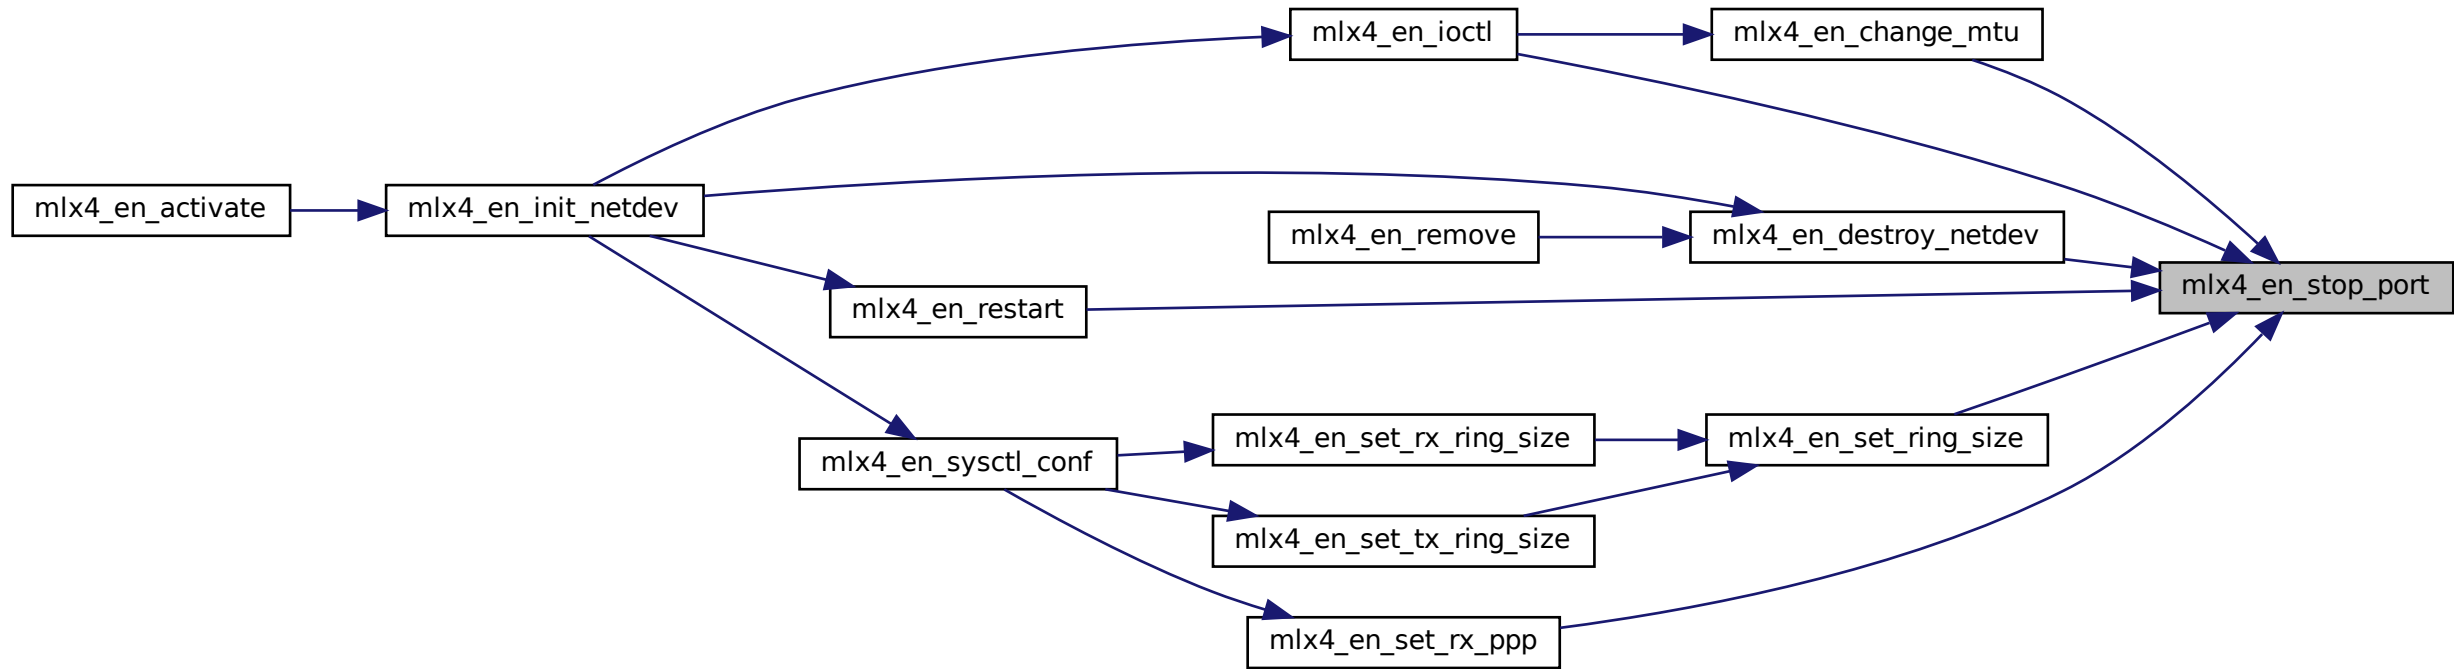 mlx4_en_ioctl
mlx4_en_change_mtu
mlx4_en_activate
mlx4_en_init_netdev
mlx4_en_remove
mlx4_en_destroy_netdev
mlx4_en_stop_port
mlx4_en_restart
mlx4_en_set_rx_ring_size
mlx4_en_set_ring_size
mlx4_en_sysctl_conf
mlx4_en_set_tx_ring_size
mlx4_en_set_rx_ppp